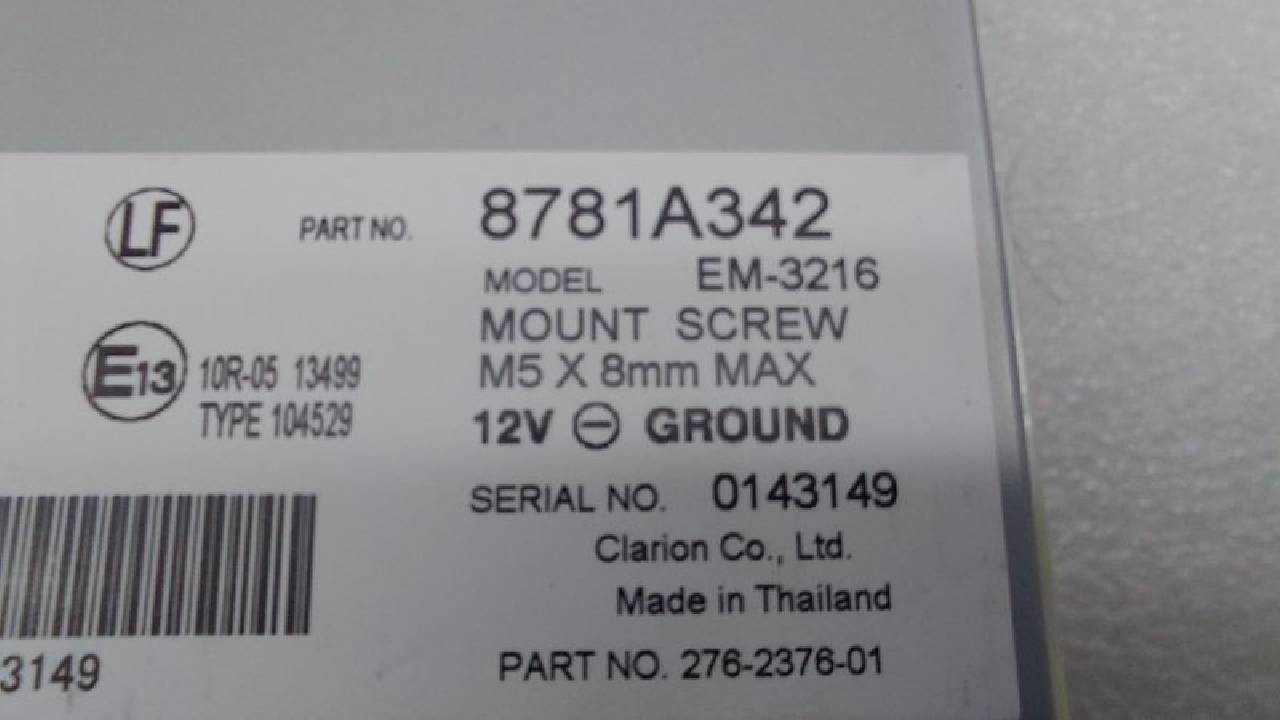 LF
PART NO. 8781A342
MODEL EM-3216
MOUNT SCREW
M5 X 8mm MAX
E13 10R-05 13499
TYPE 104529
12V ⊖ GROUND
SERIAL NO. 0143149
Clarion Co., Ltd.
Made in Thailand
3149
PART NO. 276-2376-01